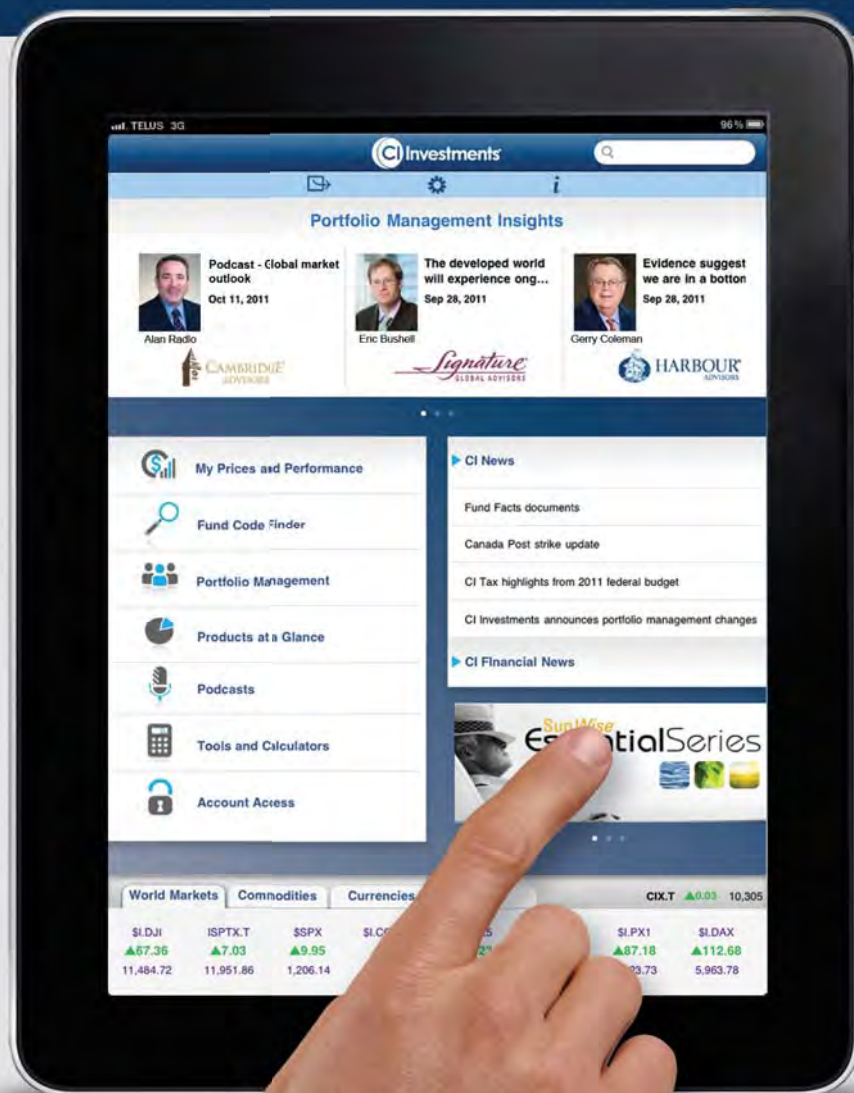 TELUS 3G
96%
CI Investments
Portfolio Management Insights
Podcast - Global market
outlook
Oct 11, 2011
Alan Radlo
CAMBRIDGE
ADVISORS
The developed world
will experience ong...
Sep 28, 2011
Eric Bushell
Signature
GLOBAL ADVISORS
Evidence suggest
we are in a bottom
Sep 28, 2011
Gerry Coleman
HARBOUR
ADVISORS
My Prices and Performance
Fund Code Finder
Portfolio Management
Products at a Glance
Podcasts
Tools and Calculators
Account Access
CI News
Fund Facts documents
Canada Post strike update
CI Tax highlights from 2011 federal budget
CI Investments announces portfolio management changes
CI Financial News
SunWise
Essential Series
World Markets Commodities Currencies
CIX.T ▲0.03 10,305
$I.DJI ISPTX.T $SPX $I.PX1 $I.DAX
▲67.36 ▲7.03 ▲9.95 ▲87.18 ▲112.68
11,484.72 11,951.86 1,206.14 5,963.78